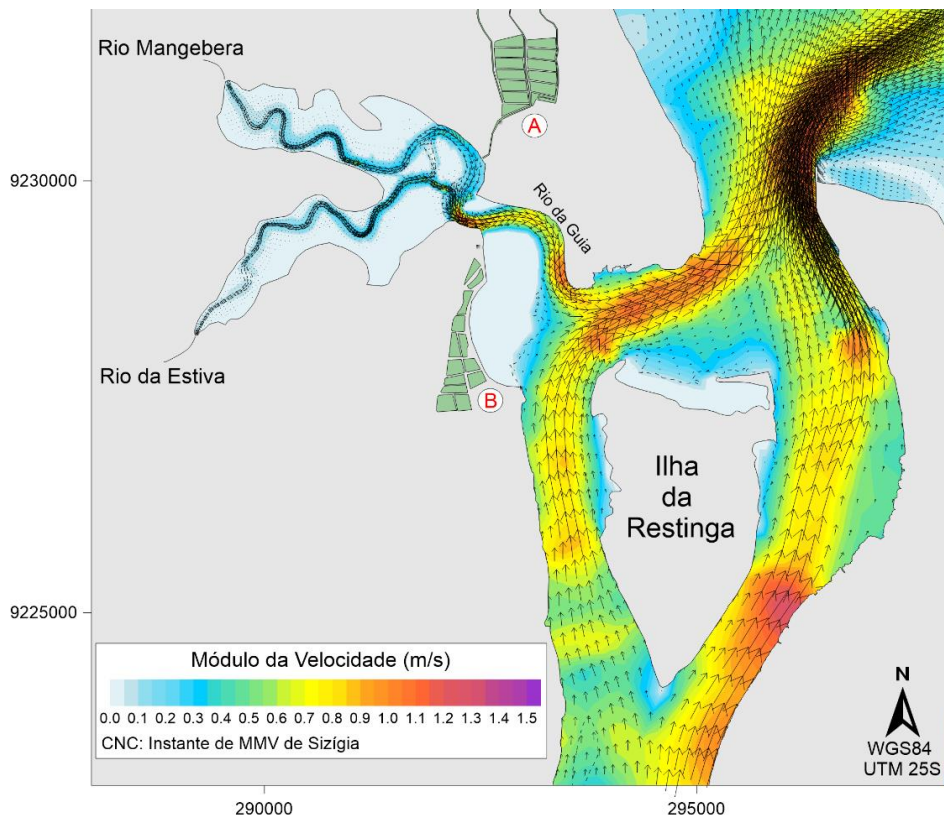 Rio Mangebera
A
9230000
Rio da Guia
Rio da Estiva
B
Ilha
da
Restinga
9225000
Módulo da Velocidade (m/s)
0.0 0.1 0.2 0.3 0.4 0.5 0.6 0.7 0.8 0.9 1.0 1.1 1.2 1.3 1.4 1.5
CNC: Instante de MMV de Sizígia
N
WGS84
UTM 25S
290000 295000